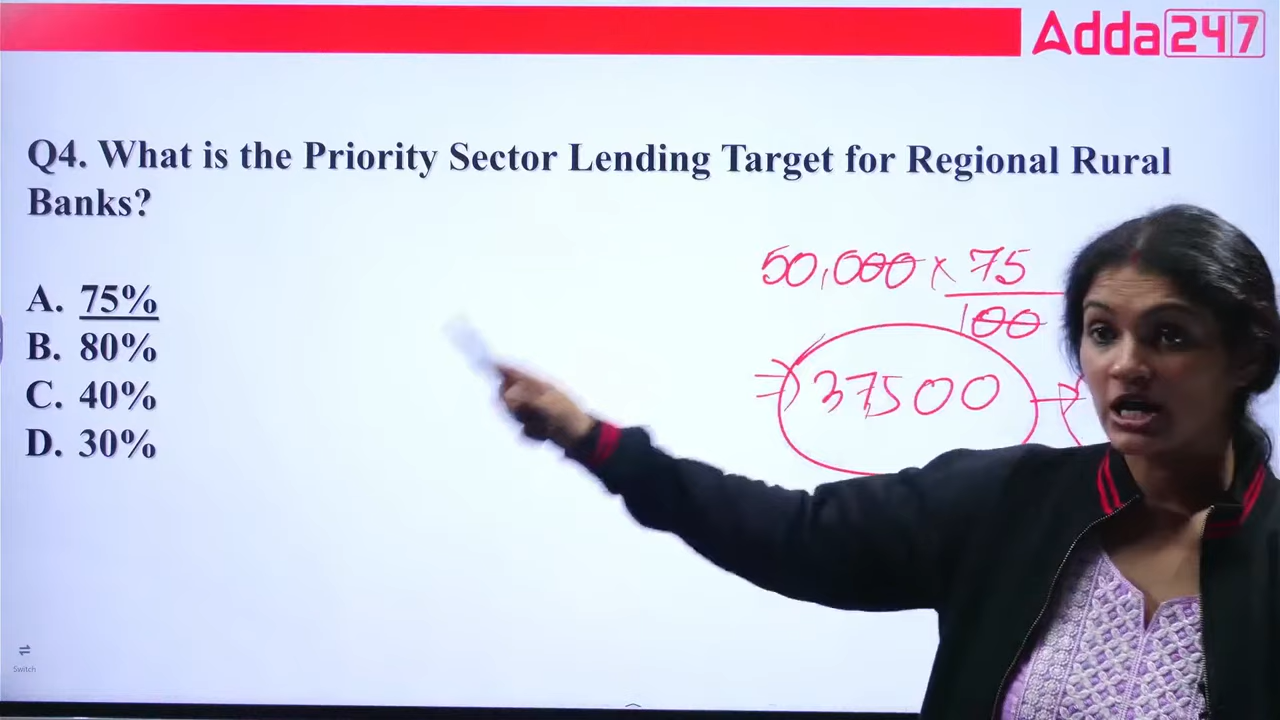 Adda247
Q4. What is the Priority Sector Lending Target for Regional Rural
Banks?
50,000 × 75
100
⇒ 37500 →
A. 75%
B. 80%
C. 40%
D. 30%
Switch